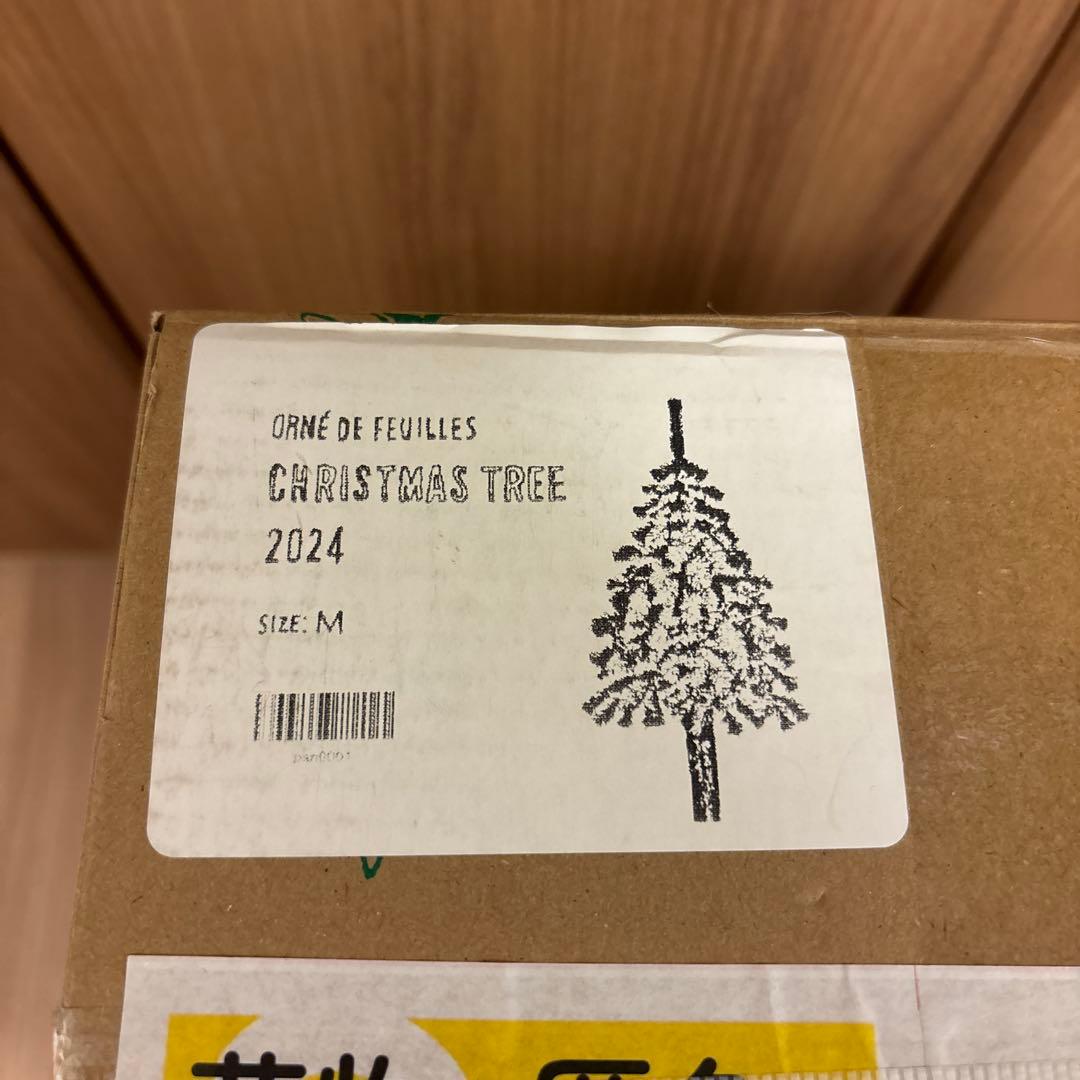 ORNÉ DE FEUILLES
CHRISTMAS TREE
2024
SIZE: M